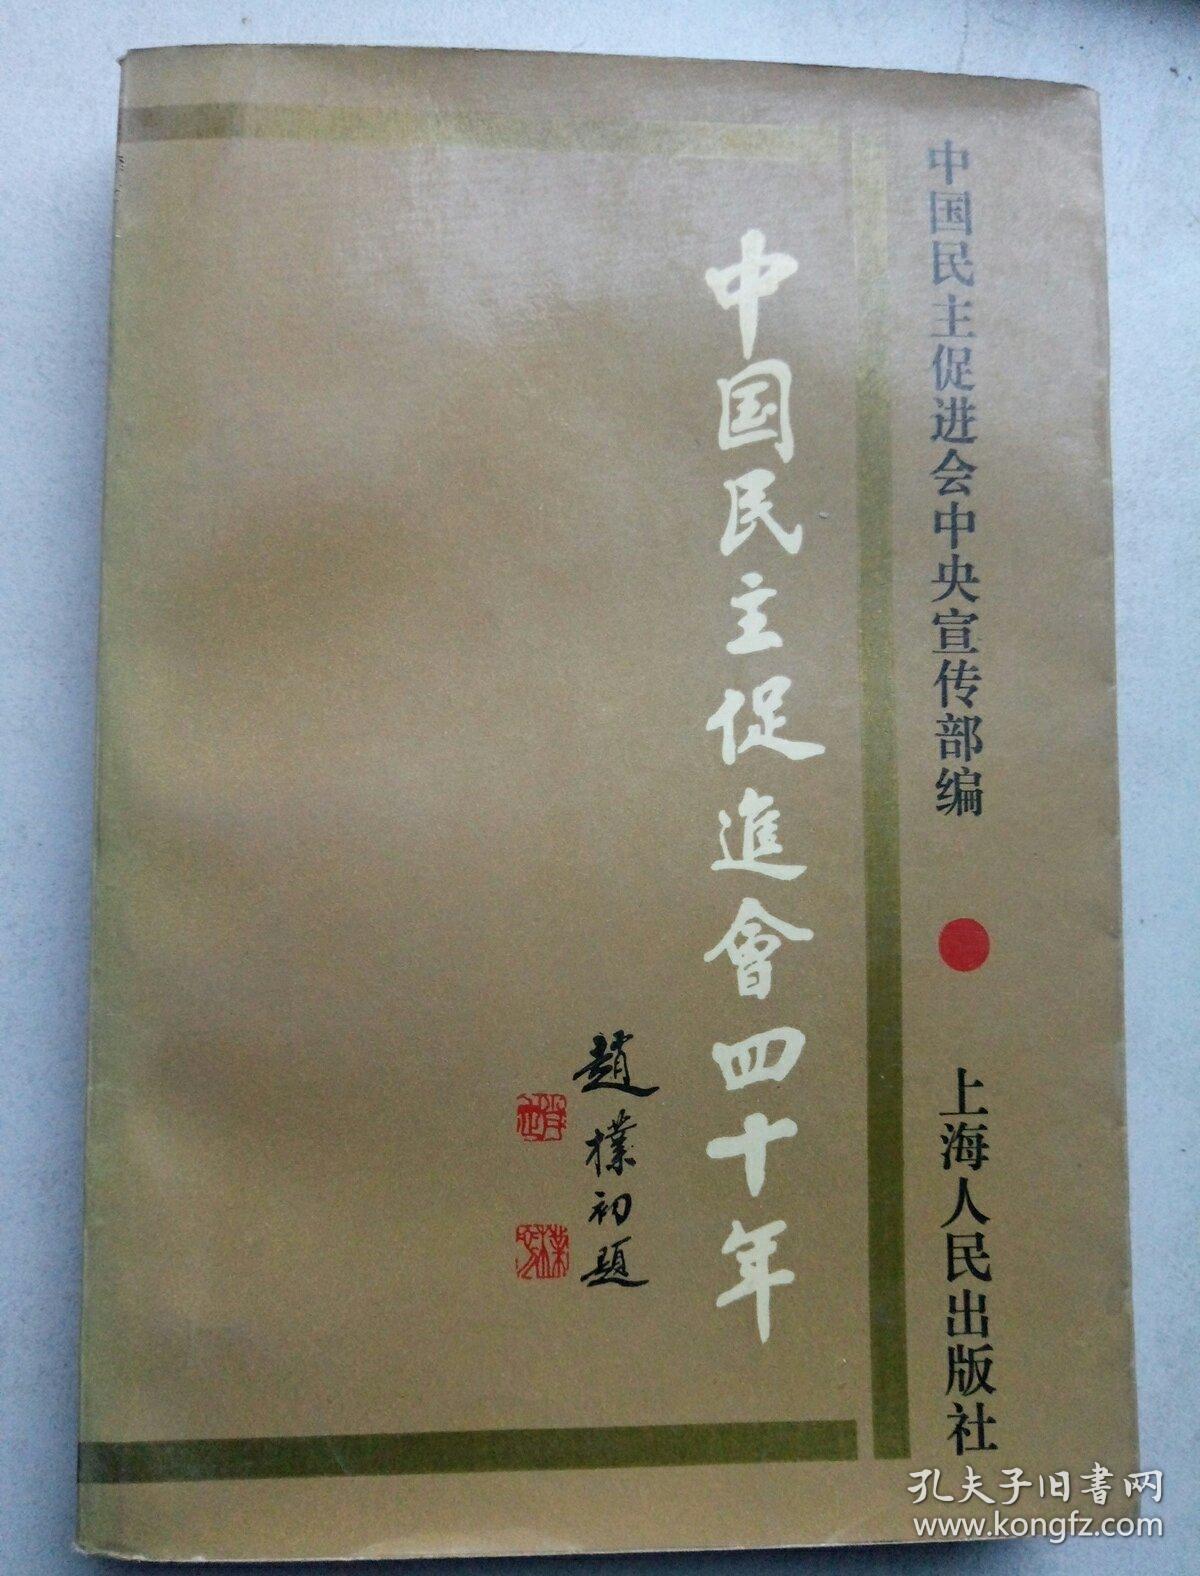 中国民主促进会中央宣传部编
上海人民出版社
中国民主促進會四十年
趙樸初題
孔夫子旧書网
www.kongfz.com